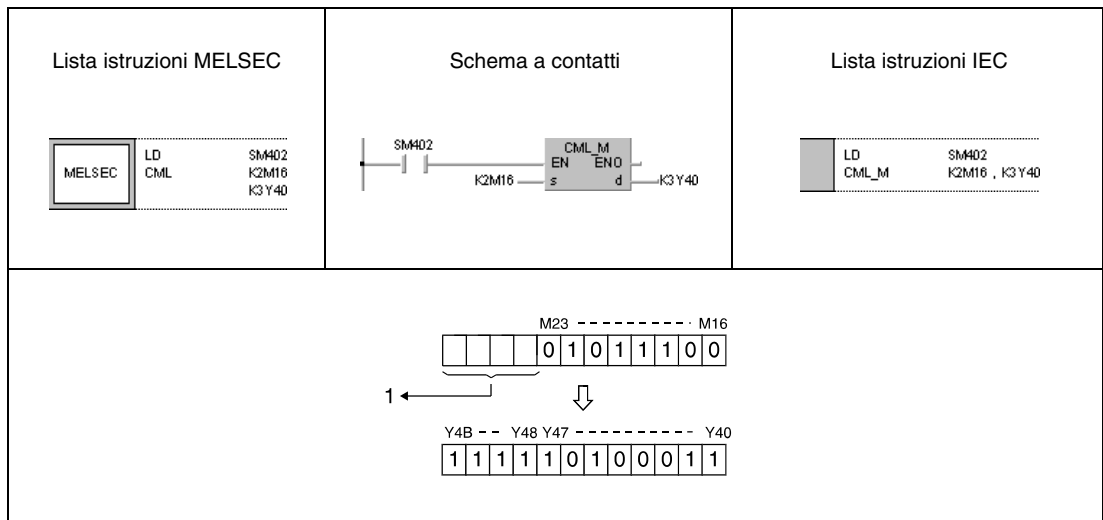 Lista istruzioni MELSEC
Schema a contatti
Lista istruzioni IEC
MELSEC
LD SM402
CML K2M16
K3Y40
SM402
CML_M
EN ENO
K2M16 s d K3Y40
LD SM402
CML_M K2M16 , K3Y40
M23 M16
0 1 0 1 1 1 0 0
1
Y4B Y48 Y47 Y40
1 1 1 1 1 0 1 0 0 0 1 1